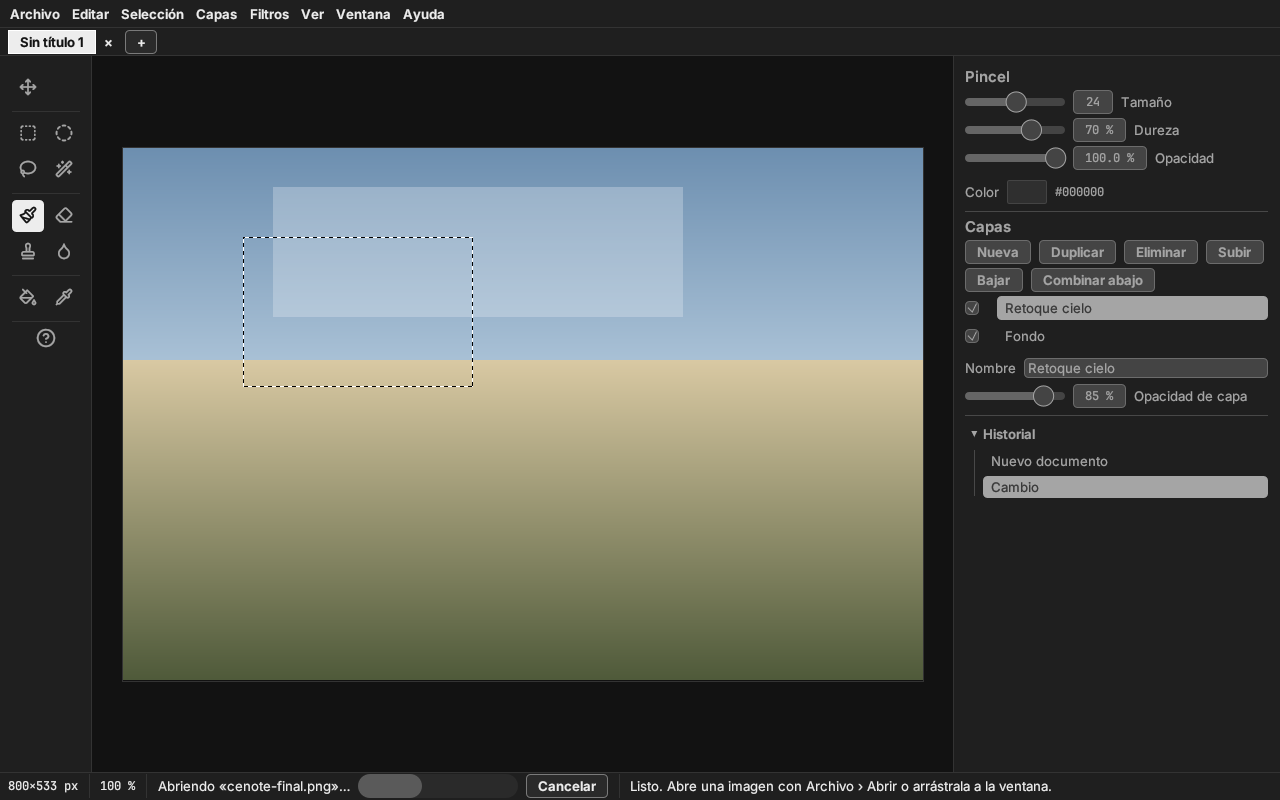 Archivo Editar Selección Capas Filtros Ver Ventana Ayuda
Sin título 1 × +
Pincel
24 Tamaño
70 % Dureza
100.0 % Opacidad
Color #000000
Capas
Nueva Duplicar Eliminar Subir
Bajar Combinar abajo
Retoque cielo
Fondo
Nombre Retoque cielo
85 % Opacidad de capa
Historial
Nuevo documento
Cambio
800×533 px 100 % Abriendo «cenote-final.png»... Cancelar Listo. Abre una imagen con Archivo › Abrir o arrástrala a la ventana.